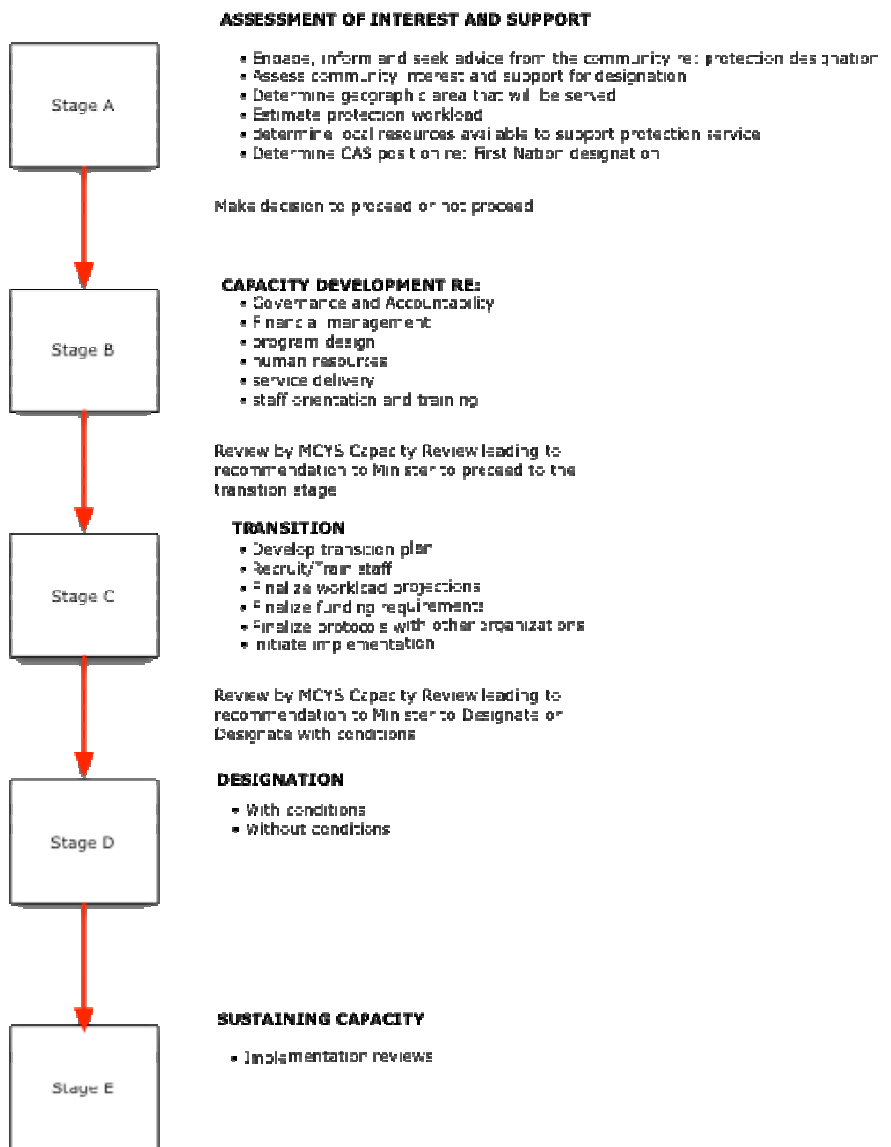 ASSESSMENT OF INTEREST AND SUPPORT
Stage A
• Engage, inform and seek advice from the community re: protection designation
• Assess community interest and support for designation
• Determine geographic area that will be served
• Estimate protection workload
• determine local resources available to support protection service
• Determine CAS position re: First Nation designation
Make decision to proceed or not proceed
CAPACITY DEVELOPMENT RE:
Stage B
• Governance and Accountability
• Financial management
• program design
• human resources
• service delivery
• staff orientation and training
Review by MCYS Capacity Review leading to
recommendation to Minister to preceed to the
transition stage
TRANSITION
Stage C
• Develop transition plan
• Recruit/Train staff
• Finalize workload projections
• Finalize funding requirements
• Finalize protocols with other organizations
• initiate implementation
Review by MCYS Capacity Review leading to
recommendation to Minister to Designate or
Designate with conditions
DESIGNATION
Stage D
• With conditions
• Without conditions
SUSTAINING CAPACITY
Stage E
• Implementation reviews